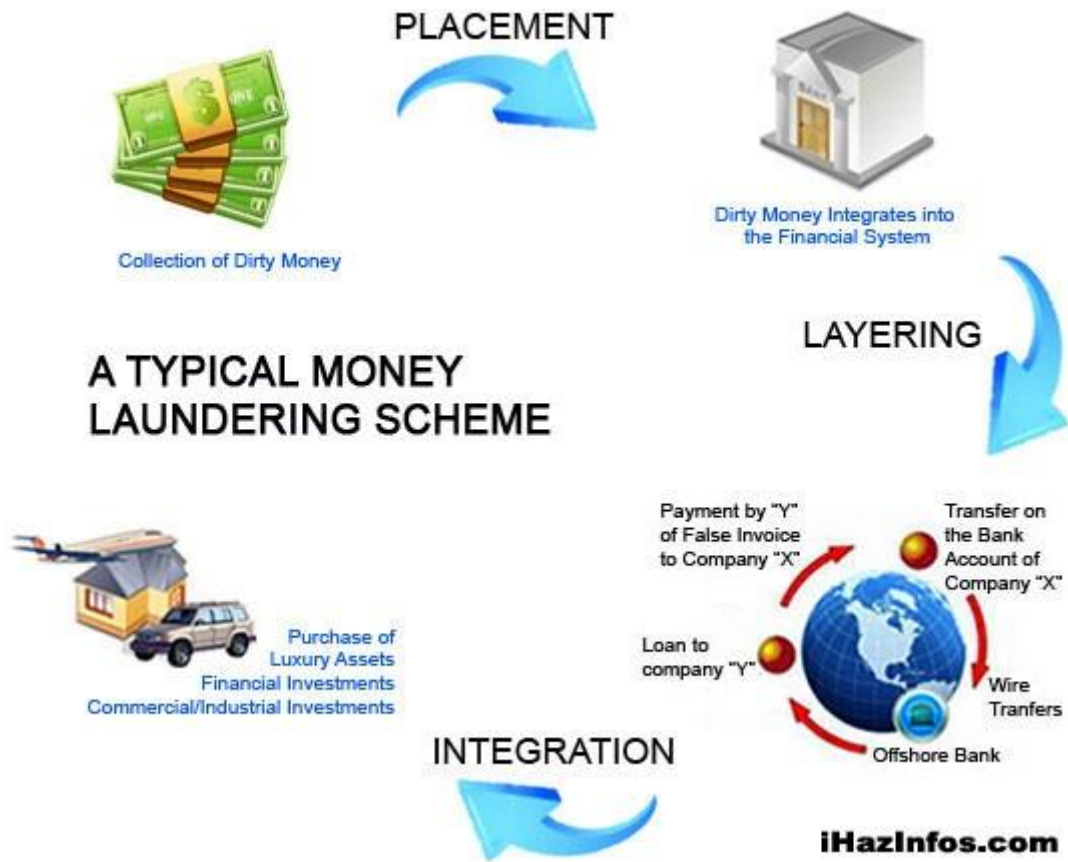 PLACEMENT
Collection of Dirty Money
BANK
Dirty Money Integrates into
the Financial System
LAYERING
A TYPICAL MONEY
LAUNDERING SCHEME
Payment by "Y"
of False Invoice
to Company "X"
Transfer on
the Bank
Account of
Company "X"
Loan to
company "Y"
Wire
Tranfers
Offshore Bank
Purchase of
Luxury Assets
Financial Investments
Commercial/Industrial Investments
INTEGRATION
iHazInfos.com